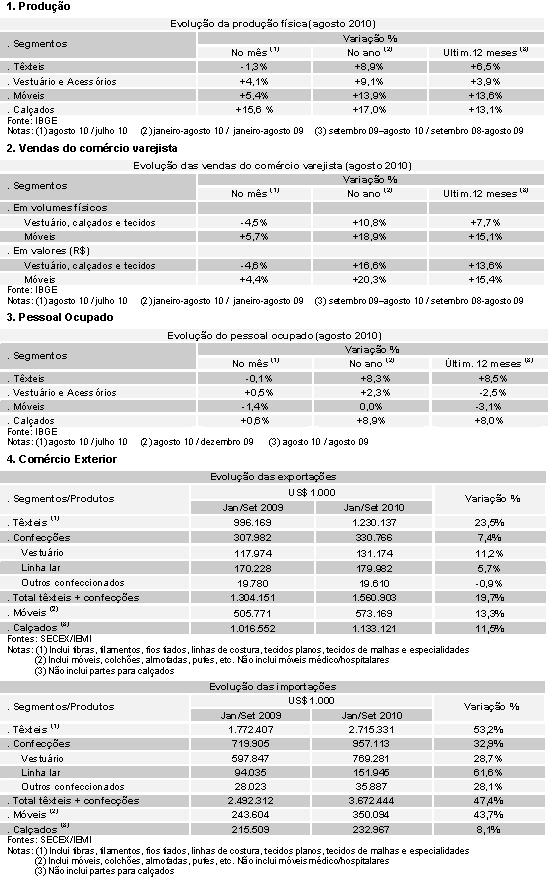 1. Produção
Evolução da produção física (agosto 2010)
. Segmentos Variação %
No mês (1) No ano (2) Ultim.12 meses (3)
. Têxteis -1,3% +8,9% +6,5%
. Vestuário e Acessórios +4,1% +9,1% +3,9%
. Móveis +5,4% +13,9% +13,6%
. Calçados +15,6 % +17,0% +13,1%
Fonte: IBGE
Notas: (1) agosto 10 /julho 10 (2) janeiro-agosto 10 / janeiro-agosto 09 (3) setembro 09–agosto 10 / setembro 08-agosto 09
2. Vendas do comércio varejista
Evolução das vendas do comércio varejista (agosto 2010)
. Segmentos Variação %
No mês (1) No ano (2) Ultim.12 meses (3)
. Em volumes físicos
Vestuário, calçados e tecidos -4,5% +10,8% +7,7%
Móveis +5,7% +18,9% +15,1%
. Em valores (R$)
Vestuário, calçados e tecidos -4,6% +16,6% +13,6%
Móveis +4,4% +20,3% +15,4%
Fonte: IBGE
Notas: (1) agosto 10 /julho 10 (2) janeiro-agosto 10 / janeiro-agosto 09 (3) setembro 09–agosto 10 / setembro 08-agosto 09
3. Pessoal Ocupado
Evolução do pessoal ocupado (agosto 2010)
. Segmentos Variação %
No mês (1) No ano (2) Últim. 12 meses (3)
. Têxteis -0,1% +8,3% +8,5%
. Vestuário e Acessórios +0,5% +2,3% -2,5%
. Móveis -1,4% 0,0% -3,1%
. Calçados +0,6% +8,9% +8,0%
Fonte: IBGE
Notas: (1) agosto 10 /julho 10 (2) agosto 10 / dezembro 09 (3) agosto 10 / agosto 09
4. Comércio Exterior
Evolução das exportações
. Segmentos/Produtos US$ 1.000 Variação %
Jan/Set 2009 Jan/Set 2010
. Têxteis (1) 996.169 1.230.137 23,5%
. Confecções 307.982 330.766 7,4%
Vestuário 117.974 131.174 11,2%
Linha lar 170.228 179.982 5,7%
Outros confeccionados 19.780 19.610 -0,9%
. Total têxteis + confecções 1.304.151 1.560.903 19,7%
. Móveis (2) 505.771 573.169 13,3%
. Calçados (3) 1.016.552 1.133.121 11,5%
Fontes: SECEX/IEMI
Notas: (1) Inclui fibras, filamentos, fios fiados, linhas de costura, tecidos planos, tecidos de malhas e especialidades
(2) Inclui móveis, colchões, almofadas, pufes, etc. Não inclui móveis médico/hospitalares
(3) Não inclui partes para calçados
Evolução das importações
. Segmentos/Produtos US$ 1.000 Variação %
Jan/Set 2009 Jan/Set 2010
. Têxteis (1) 1.772.407 2.715.331 53,2%
. Confecções 719.905 957.113 32,9%
Vestuário 597.847 769.281 28,7%
Linha lar 94.035 151.945 61,6%
Outros confeccionados 28.023 35.887 28,1%
. Total têxteis + confecções 2.492.312 3.672.444 47,4%
. Móveis (2) 243.604 350.094 43,7%
. Calçados (3) 215.509 232.967 8,1%
Fontes: SECEX/IEMI
Notas: (1) Inclui fibras, filamentos, fios fiados, linhas de costura, tecidos planos, tecidos de malhas e especialidades
(2) Inclui móveis, colchões, almofadas, pufes, etc. Não inclui móveis médico/hospitalares
(3) Não inclui partes para calçados